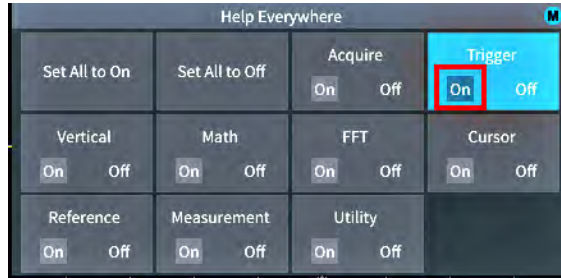 Help Everywhere M
Set All to On
Set All to Off
Acquire
On Off
Trigger
On Off
Vertical
On Off
Math
On Off
FFT
On Off
Cursor
On Off
Reference
On Off
Measurement
On Off
Utility
On Off